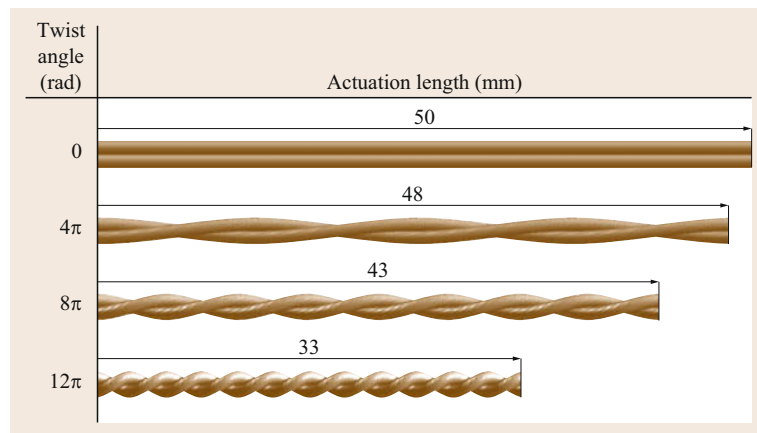 Twist
angle
(rad)
Actuation length (mm)
50
0
48
4π
43
8π
33
12π